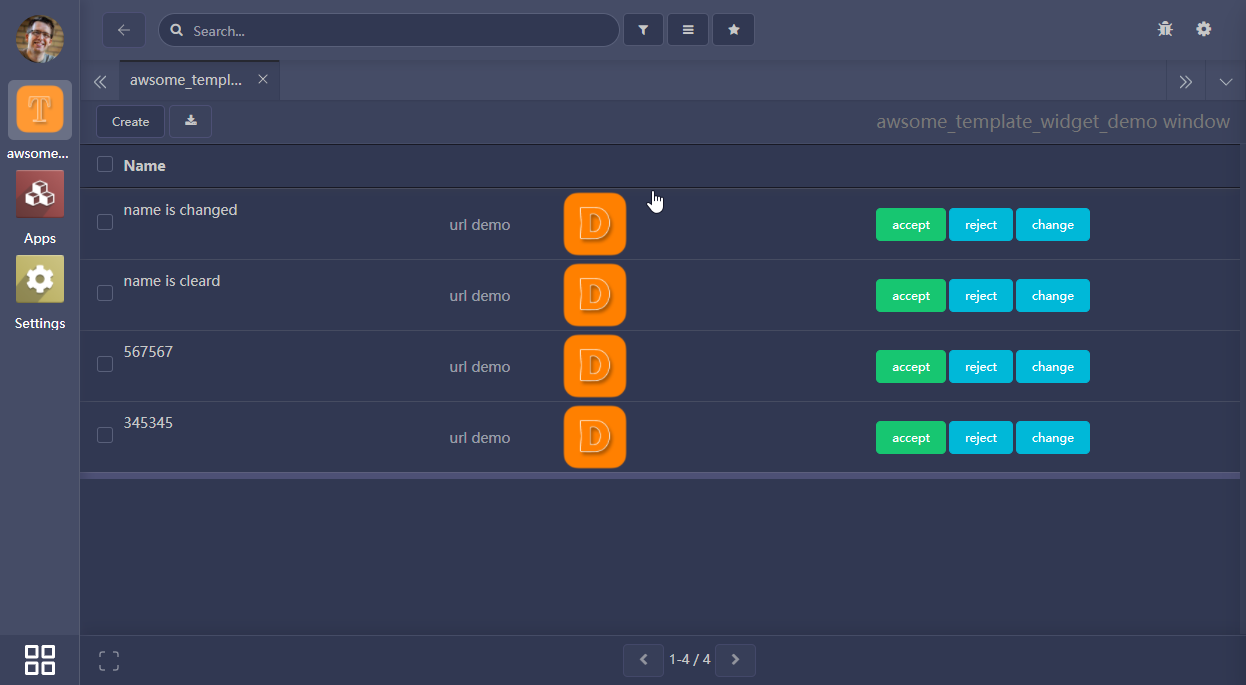 Search...
awsome_templ...
Create
awsome_template_widget_demo window
T
awsome...
Apps
Settings
Name
name is changed
url demo
D
accept
reject
change
name is cleard
url demo
D
accept
reject
change
567567
url demo
D
accept
reject
change
345345
url demo
D
accept
reject
change
1-4 / 4